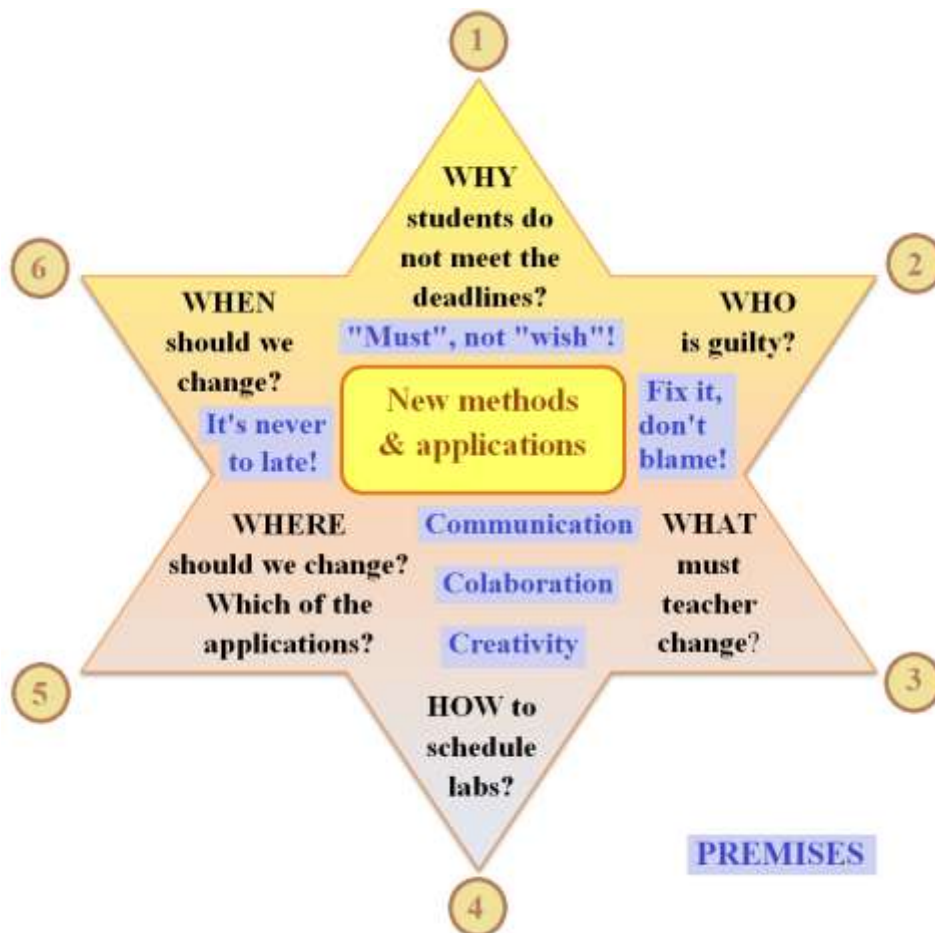 1
WHY
students do
not meet the
deadlines?
"Must", not "wish"!
2
WHO
is guilty?
Fix it,
don't
blame!
3
WHAT
must
teacher
change?
4
HOW to
schedule
labs?
5
WHERE
should we change?
Which of the
applications?
6
WHEN
should we
change?
It's never
to late!
New methods
& applications
Communication
Colaboration
Creativity
PREMISES